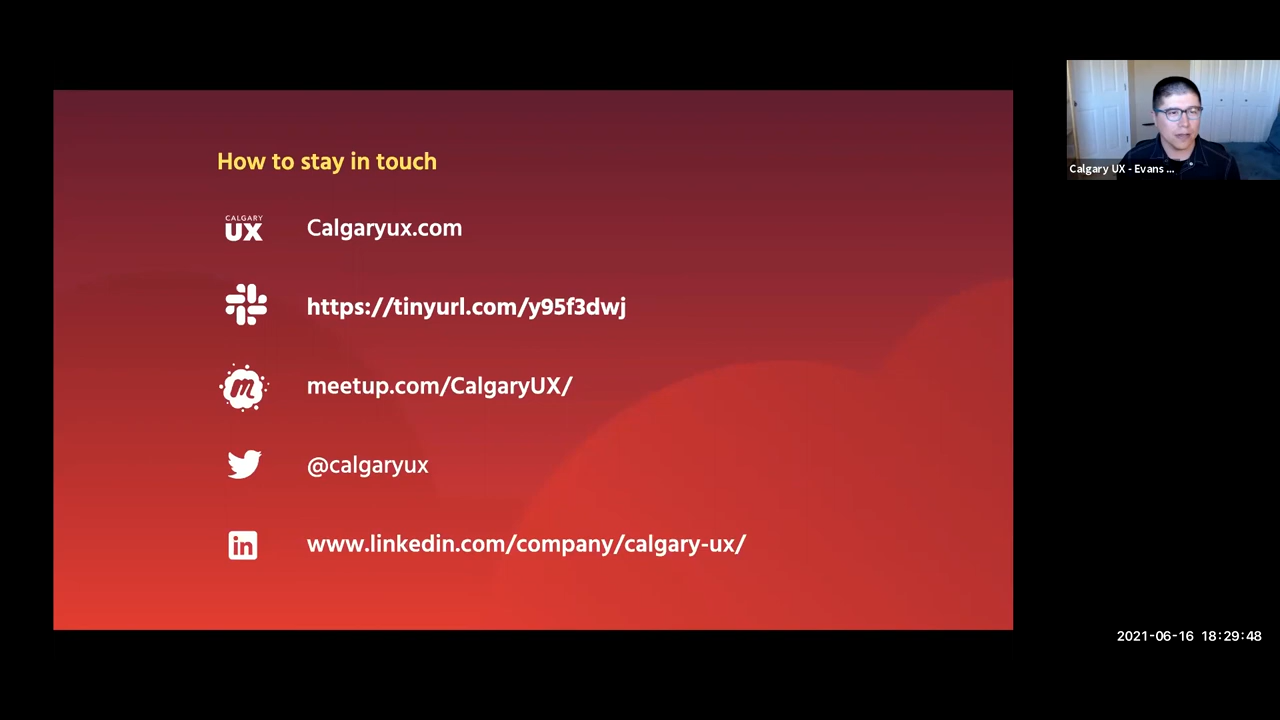 How to stay in touch
CALGARY
UX
Calgaryux.com
https://tinyurl.com/y95f3dwj
m
meetup.com/CalgaryUX/
@calgaryux
in
www.linkedin.com/company/calgary-ux/
Calgary UX - Evans ...
2021-06-16 18:29:48